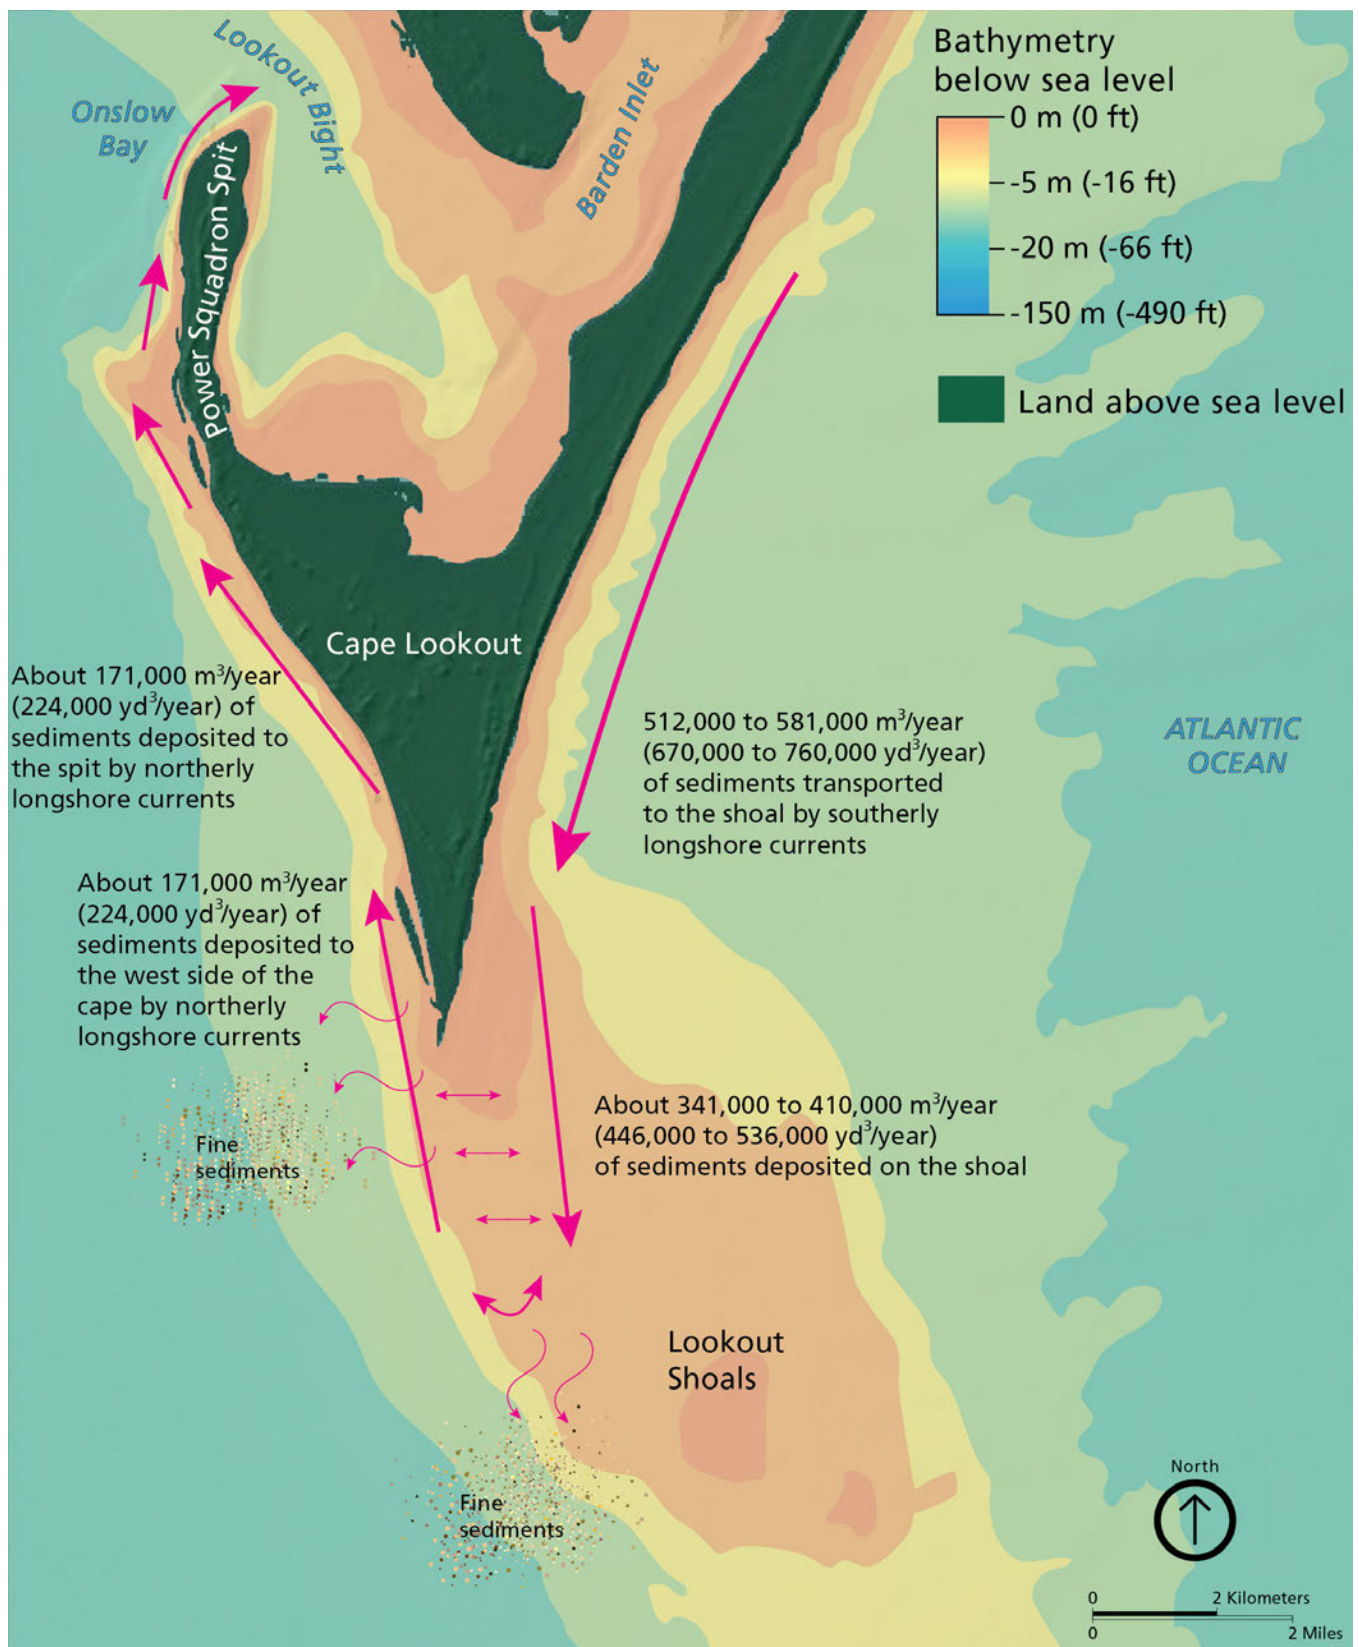 Lookout Bight
Onslow
Bay
Barden Inlet
Power Squadron Spit
Bathymetry
below sea level
0 m (0 ft)
-5 m (-16 ft)
-20 m (-66 ft)
-150 m (-490 ft)
Land above sea level
Cape Lookout
About 171,000 m³/year
(224,000 yd³/year) of
sediments deposited to
the spit by northerly
longshore currents
512,000 to 581,000 m³/year
(670,000 to 760,000 yd³/year)
of sediments transported
to the shoal by southerly
longshore currents
ATLANTIC
OCEAN
About 171,000 m³/year
(224,000 yd³/year) of
sediments deposited to
the west side of the
cape by northerly
longshore currents
Fine
sediments
About 341,000 to 410,000 m³/year
(446,000 to 536,000 yd³/year)
of sediments deposited on the shoal
Lookout
Shoals
Fine
sediments
North
0 2 Kilometers
0 2 Miles